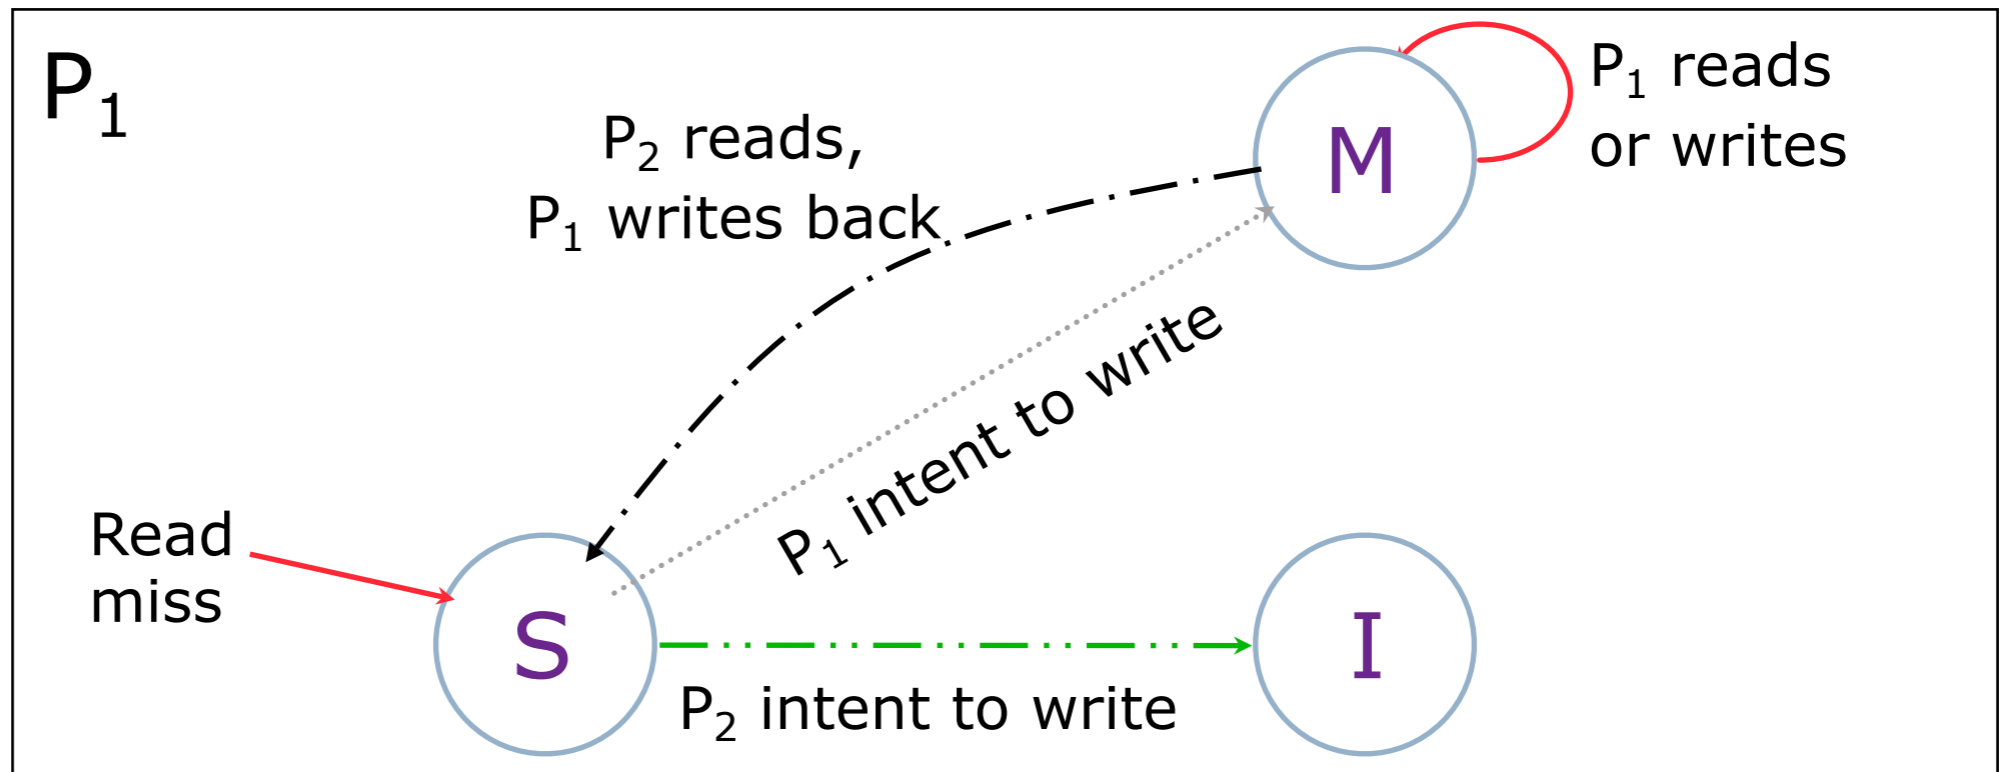 P₁
P₁ reads
or writes
M
P₂ reads,
P₁ writes back
P₁ intent to write
Read
miss
S
I
P₂ intent to write